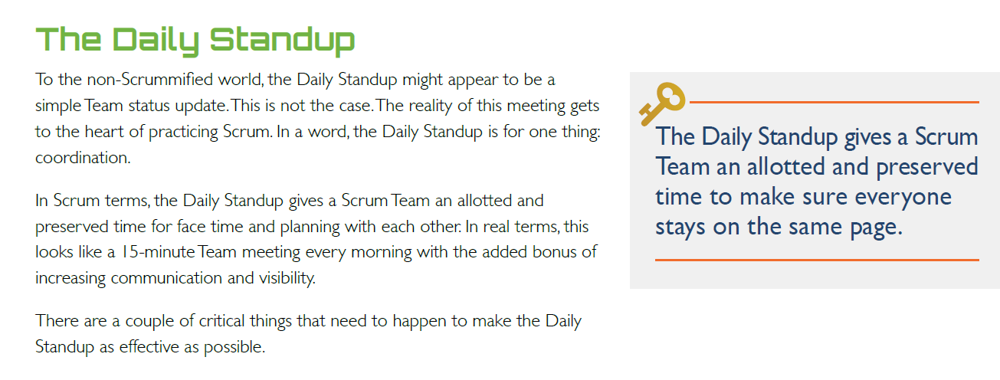 The Daily Standup
To the non-Scrummified world, the Daily Standup might appear to be a
simple Team status update. This is not the case. The reality of this meeting gets
to the heart of practicing Scrum. In a word, the Daily Standup is for one thing:
coordination.
In Scrum terms, the Daily Standup gives a Scrum Team an allotted and
preserved time for face time and planning with each other. In real terms, this
looks like a 15-minute Team meeting every morning with the added bonus of
increasing communication and visibility.
There are a couple of critical things that need to happen to make the Daily
Standup as effective as possible.
The Daily Standup gives a Scrum
Team an allotted and preserved
time to make sure everyone
stays on the same page.